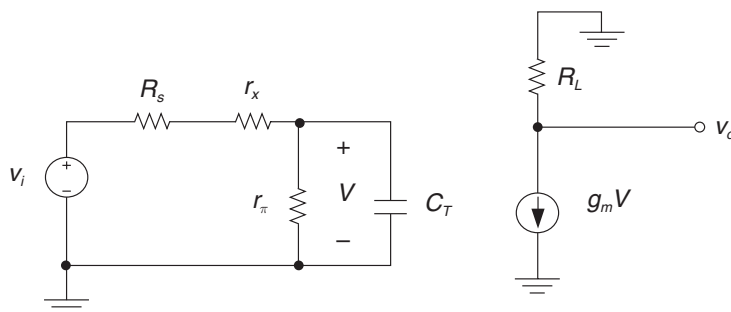 R_L
R_s
r_x
v_o
+
+
v_i
−
r_π
V
C_T
g_mV
−